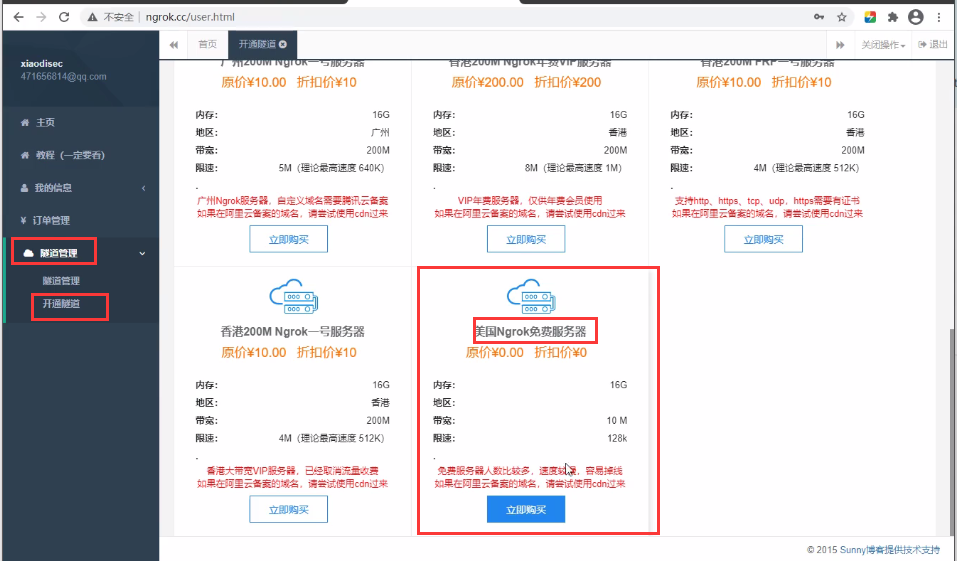 不安全 ngrok.cc/user.html
xiaodisec
471656814@qq.com
主页
教程（一定要看）
我的信息
¥ 订单管理
隧道管理
隧道管理
开通隧道
首页 开通隧道 关闭操作 退出
广州200M Ngrok一号服务器
原价¥10.00 折扣价¥10
内存: 16G
地区: 广州
带宽: 200M
限速: 5M（理论最高速度 640K）
-
广州Ngrok服务器，自定义域名需要腾讯云备案
如果在阿里云备案的域名，请尝试使用cdn过来
立即购买
香港200M Ngrok年费VIP服务器
原价¥200.00 折扣价¥200
内存: 16G
地区: 香港
带宽: 200M
限速: 8M（理论最高速度 1M）
-
VIP年费服务器，仅供年费会员使用
如果在阿里云备案的域名，请尝试使用cdn过来
立即购买
香港200M FRP一号服务器
原价¥10.00 折扣价¥10
内存: 16G
地区: 香港
带宽: 200M
限速: 4M（理论最高速度 512K）
-
支持http、https、tcp、udp，https需要有证书
如果在阿里云备案的域名，请尝试使用cdn过来
立即购买
香港200M Ngrok一号服务器
原价¥10.00 折扣价¥10
内存: 16G
地区: 香港
带宽: 200M
限速: 4M（理论最高速度 512K）
-
香港大带宽VIP服务器，已经取消流量收费
如果在阿里云备案的域名，请尝试使用cdn过来
立即购买
美国Ngrok免费服务器
原价¥0.00 折扣价¥0
内存: 16G
地区:
带宽: 10 M
限速: 128k
-
免费服务器人数比较多，速度较慢，容易掉线
如果在阿里云备案的域名，请尝试使用cdn过来
立即购买
© 2015 Sunny博客提供技术支持